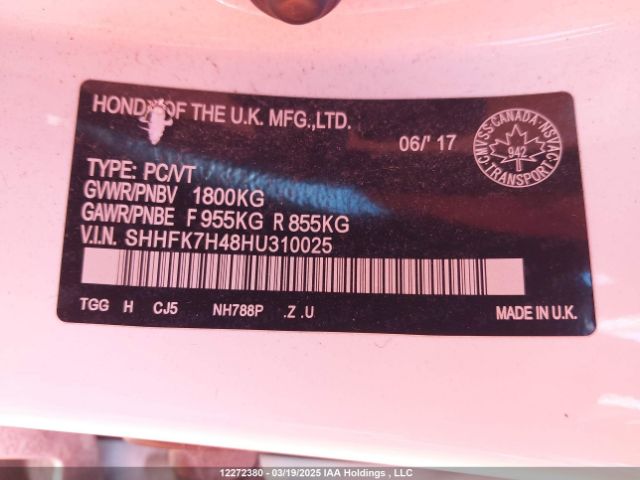 HONDA OF THE U.K. MFG.,LTD.
06/' 17
CMVSS·CANADA·NSVAC
942
TRANSPORT
TYPE: PC/VT
GVWR/PNBV 1800KG
GAWR/PNBE F 955KG R 855KG
V.I.N. SHHFK7H48HU310025
TGG H CJ5 NH788P .Z .U
MADE IN U.K.
12272380 - 03/19/2025 IAA Holdings , LLC